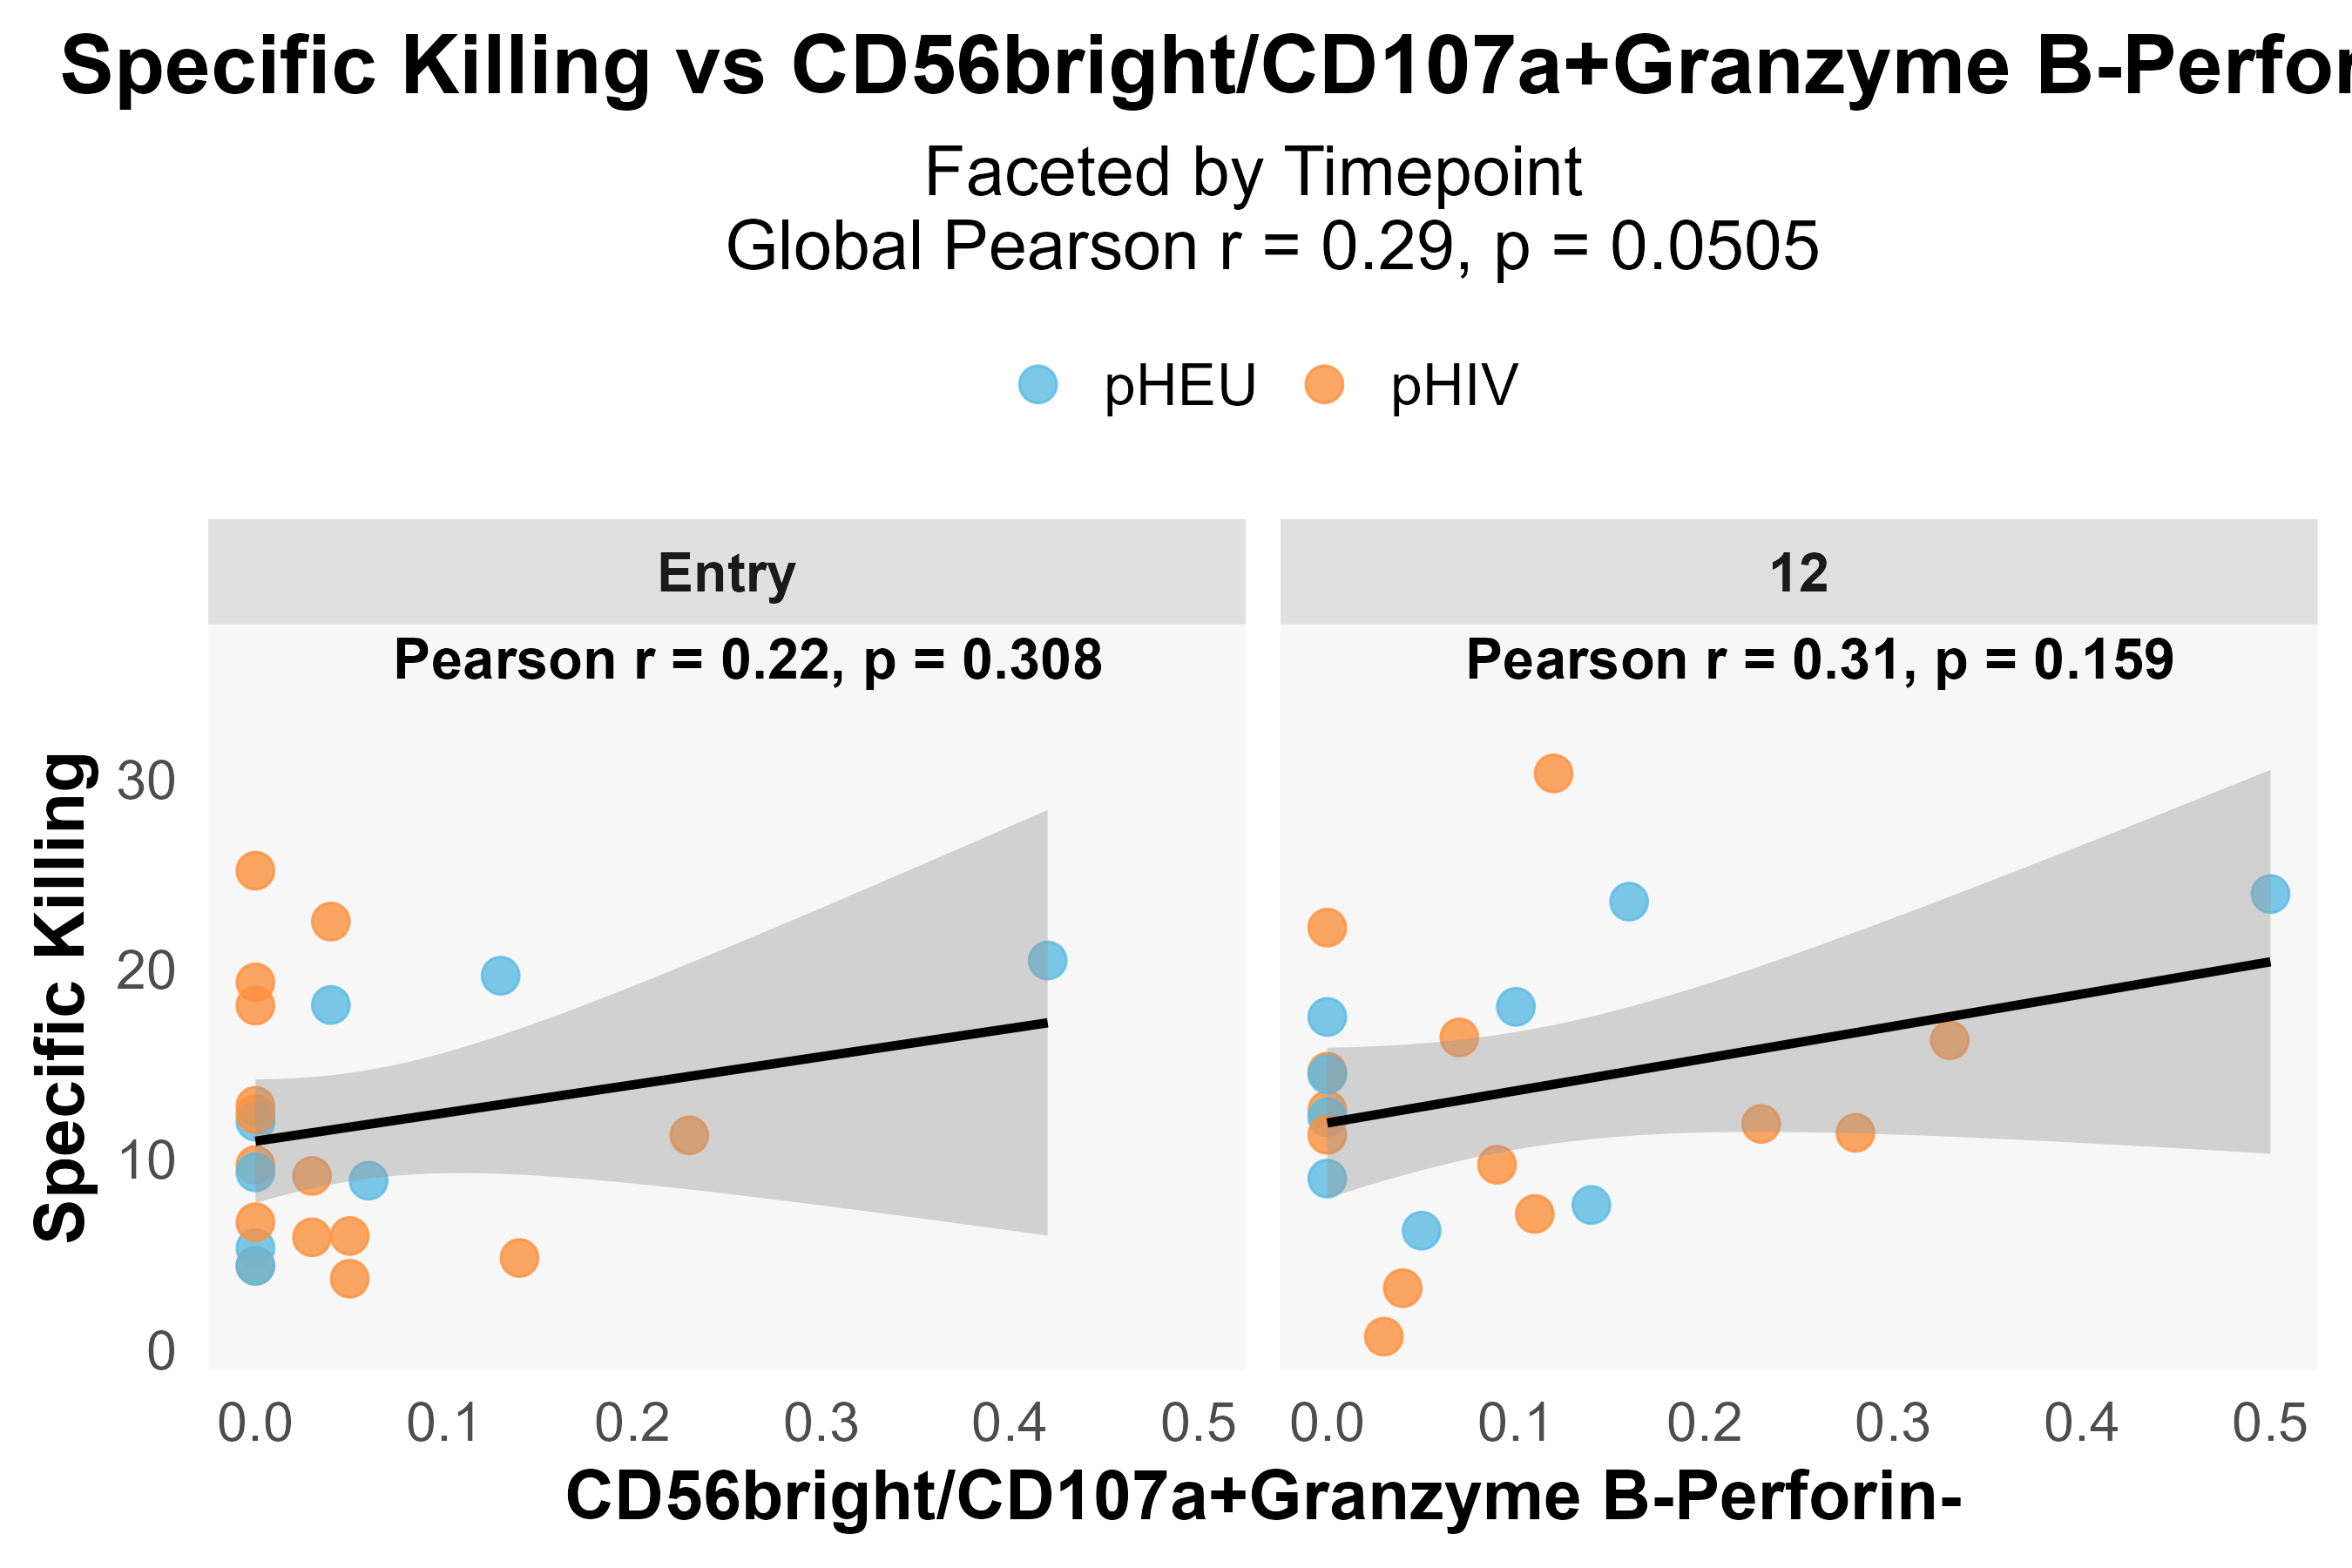 Specific Killing vs CD56bright/CD107a+Granzyme B-Perfor
Faceted by Timepoint
Global Pearson r = 0.29, p = 0.0505
pHEU pHIV
Entry 12
Pearson r = 0.22, p = 0.308 Pearson r = 0.31, p = 0.159
Specific Killing
30
20
10
0
0.0 0.1 0.2 0.3 0.4 0.5 0.0 0.1 0.2 0.3 0.4 0.5
CD56bright/CD107a+Granzyme B-Perforin-